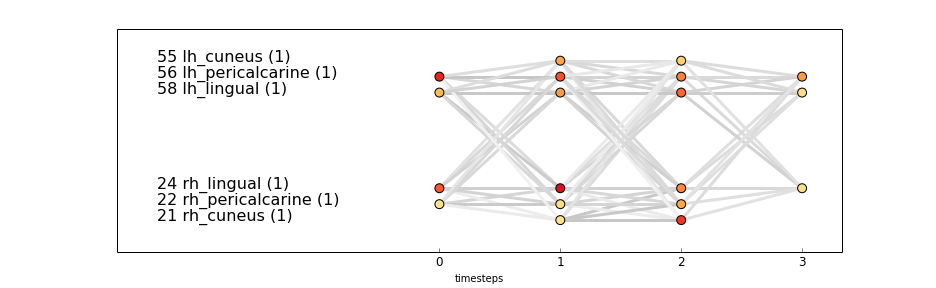 55 lh_cuneus (1)
56 lh_pericalcarine (1)
58 lh_lingual (1)
24 rh_lingual (1)
22 rh_pericalcarine (1)
21 rh_cuneus (1)
0 1 2 3
timesteps